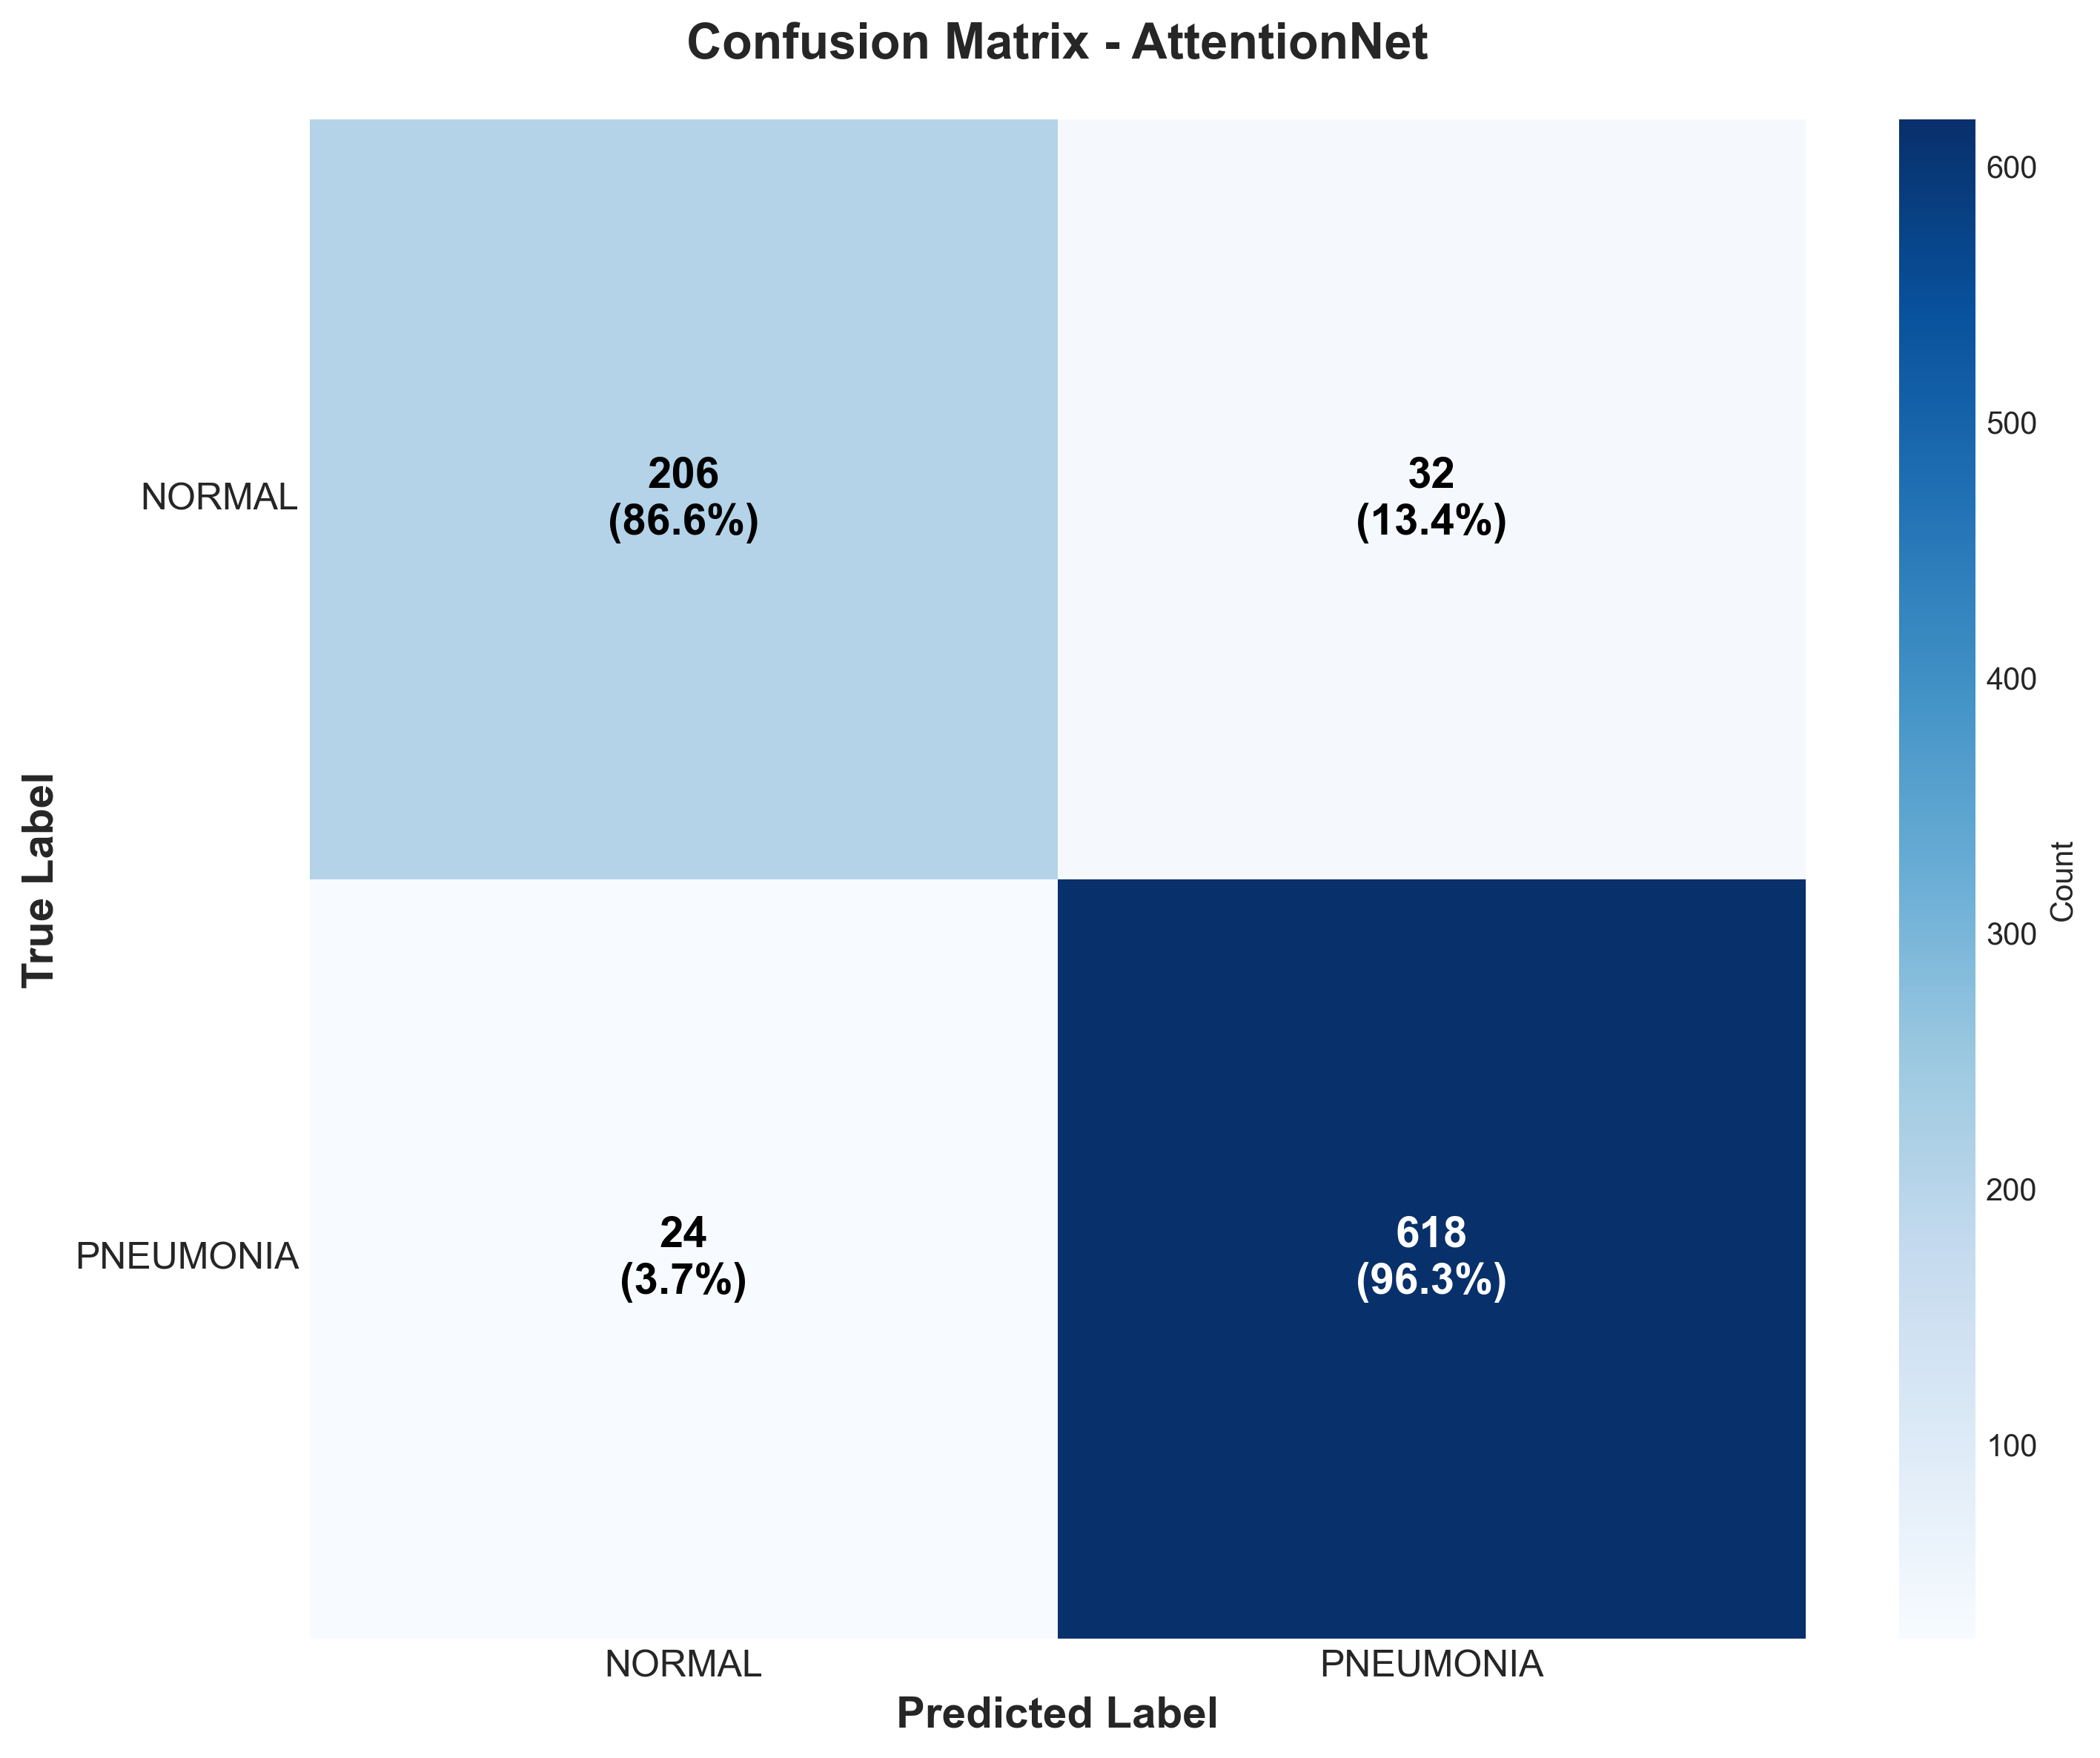 Confusion Matrix - AttentionNet
True Label
NORMAL
206
(86.6%)
32
(13.4%)
PNEUMONIA
24
(3.7%)
618
(96.3%)
NORMAL
PNEUMONIA
Predicted Label
600
500
400
300
200
100
Count